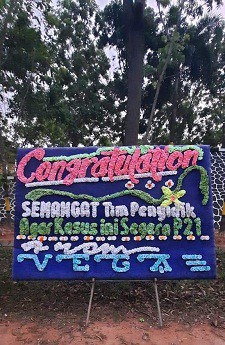 Congratulation
SEMANGAT Tim Penyidik
Agar Kasus ini Segera P21